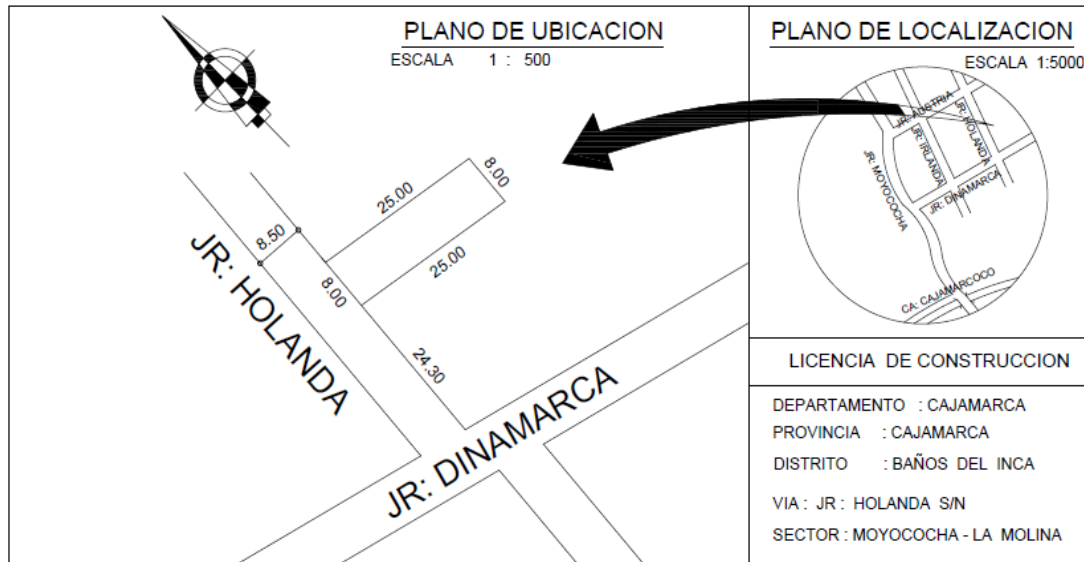 PLANO DE UBICACION
ESCALA 1 : 500
8.00
25.00
25.00
8.50
8.00
24.30
JR: HOLANDA
JR: DINAMARCA
PLANO DE LOCALIZACION
ESCALA 1:5000
JR: AUSTRIA
JR: HOLANDA
JR: IRLANDA
JR: MOYOCOCHA
JR: DINAMARCA
CA: CAJAMARCOCO
LICENCIA DE CONSTRUCCION
DEPARTAMENTO : CAJAMARCA
PROVINCIA : CAJAMARCA
DISTRITO : BAÑOS DEL INCA
VIA : JR : HOLANDA S/N
SECTOR : MOYOCOCHA - LA MOLINA